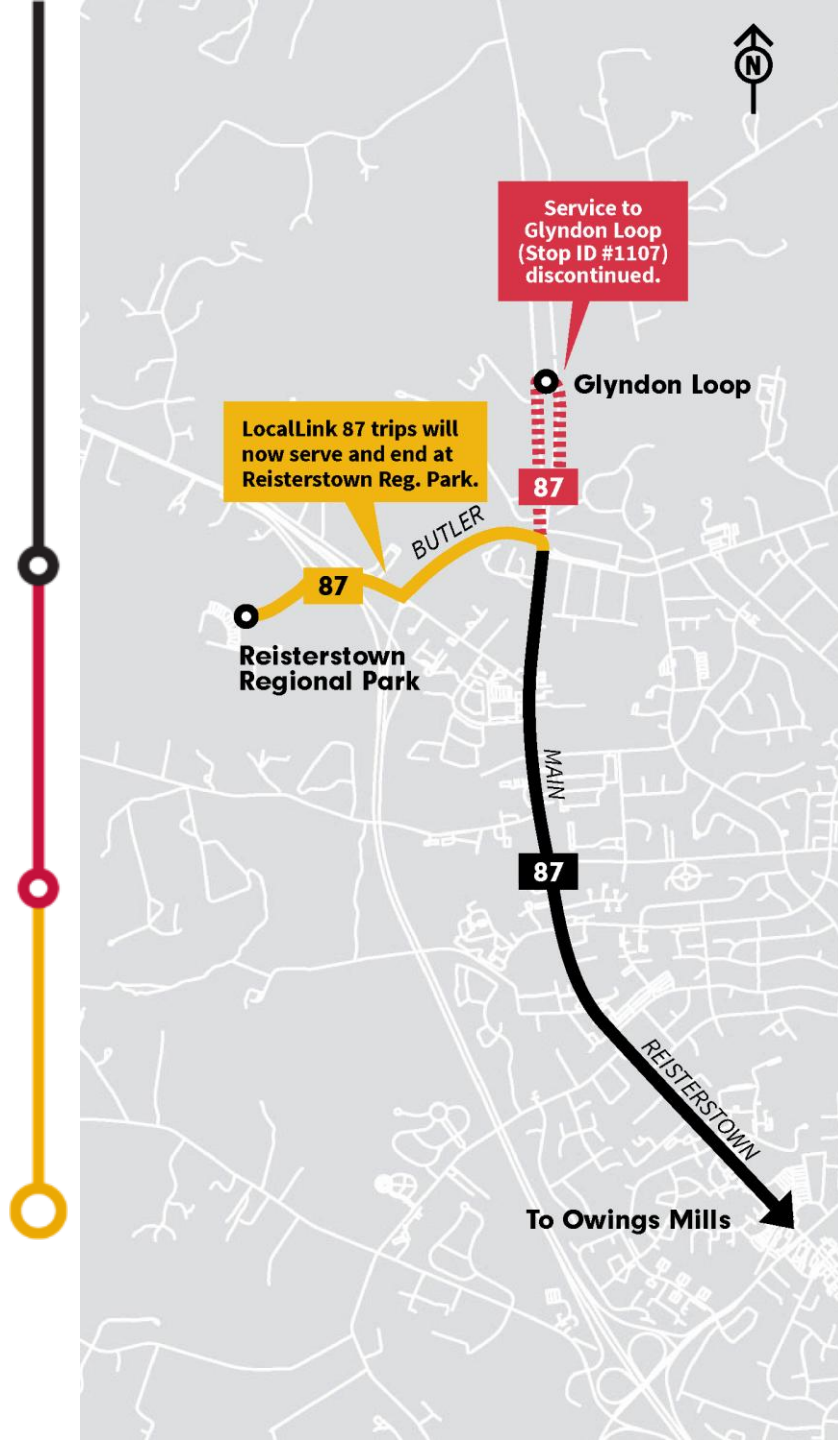 N
Service to
Glyndon Loop
(Stop ID #1107)
discontinued.
Glyndon Loop
LocalLink 87 trips will
now serve and end at
Reisterstown Reg. Park.
87
BUTLER
87
Reisterstown
Regional Park
MAIN
87
REISTERSTOWN
To Owings Mills